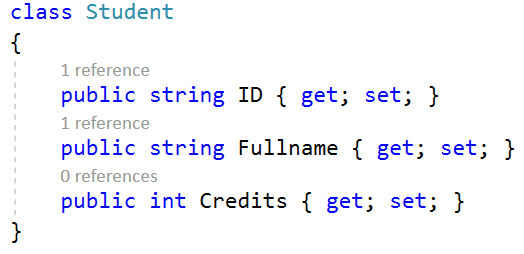 class Student
{
1 reference
public string ID { get; set; }
1 reference
public string Fullname { get; set; }
0 references
public int Credits { get; set; }
}